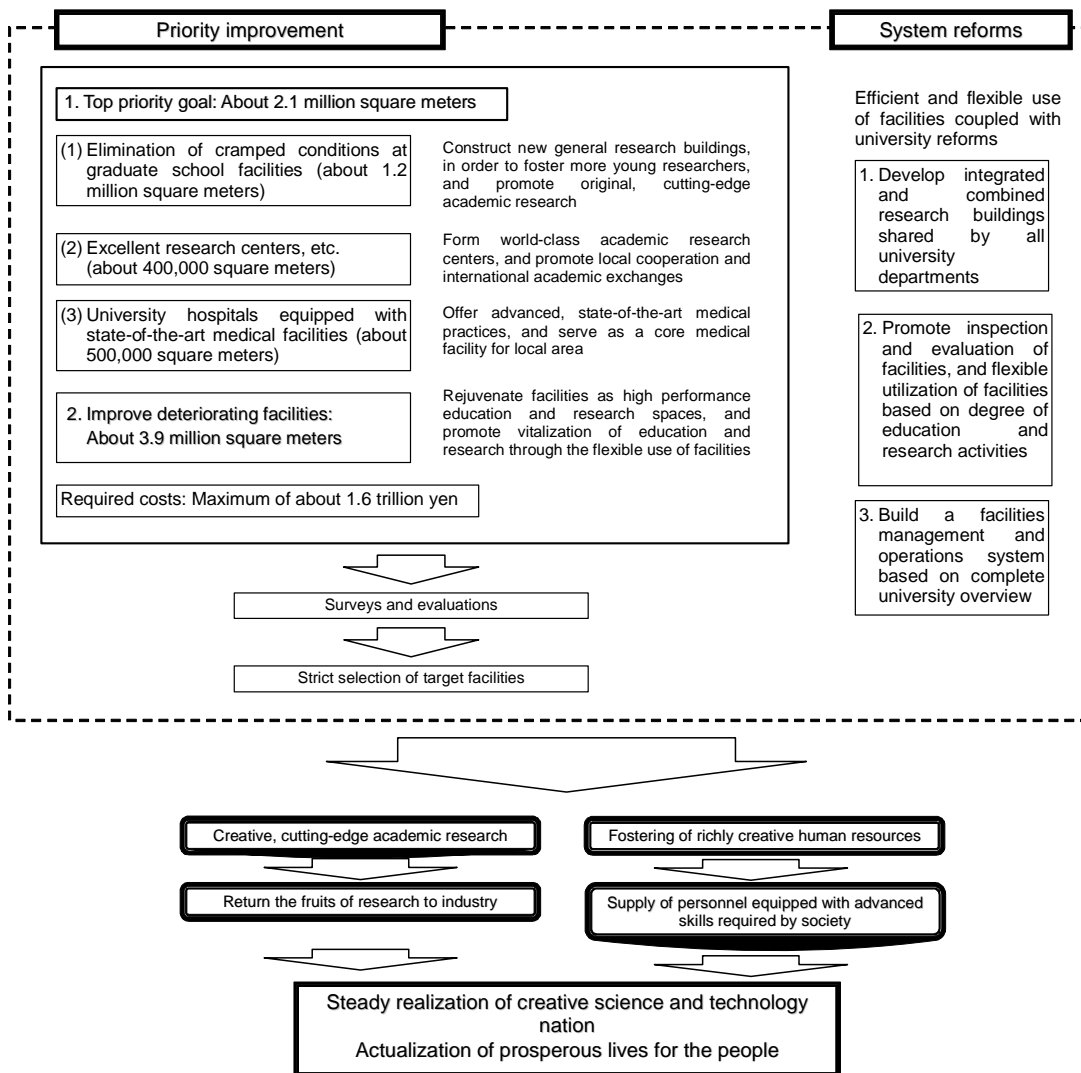 Priority improvement
System reforms
1. Top priority goal: About 2.1 million square meters
(1) Elimination of cramped conditions at
graduate school facilities (about 1.2
million square meters)
Construct new general research buildings,
in order to foster more young researchers,
and promote original, cutting-edge
academic research
(2) Excellent research centers, etc.
(about 400,000 square meters)
Form world-class academic research
centers, and promote local cooperation and
international academic exchanges
(3) University hospitals equipped with
state-of-the-art medical facilities (about
500,000 square meters)
Offer advanced, state-of-the-art medical
practices, and serve as a core medical
facility for local area
2. Improve deteriorating facilities:
About 3.9 million square meters
Rejuvenate facilities as high performance
education and research spaces, and
promote vitalization of education and
research through the flexible use of facilities
Required costs: Maximum of about 1.6 trillion yen
Efficient and flexible use
of facilities coupled with
university reforms
1. Develop integrated
and combined
research buildings
shared by all
university
departments
2. Promote inspection
and evaluation of
facilities, and flexible
utilization of facilities
based on degree of
education and
research activities
3. Build a facilities
management and
operations system
based on complete
university overview
Surveys and evaluations
Strict selection of target facilities
Creative, cutting-edge academic research
Fostering of richly creative human resources
Return the fruits of research to industry
Supply of personnel equipped with advanced
skills required by society
Steady realization of creative science and technology
nation
Actualization of prosperous lives for the people